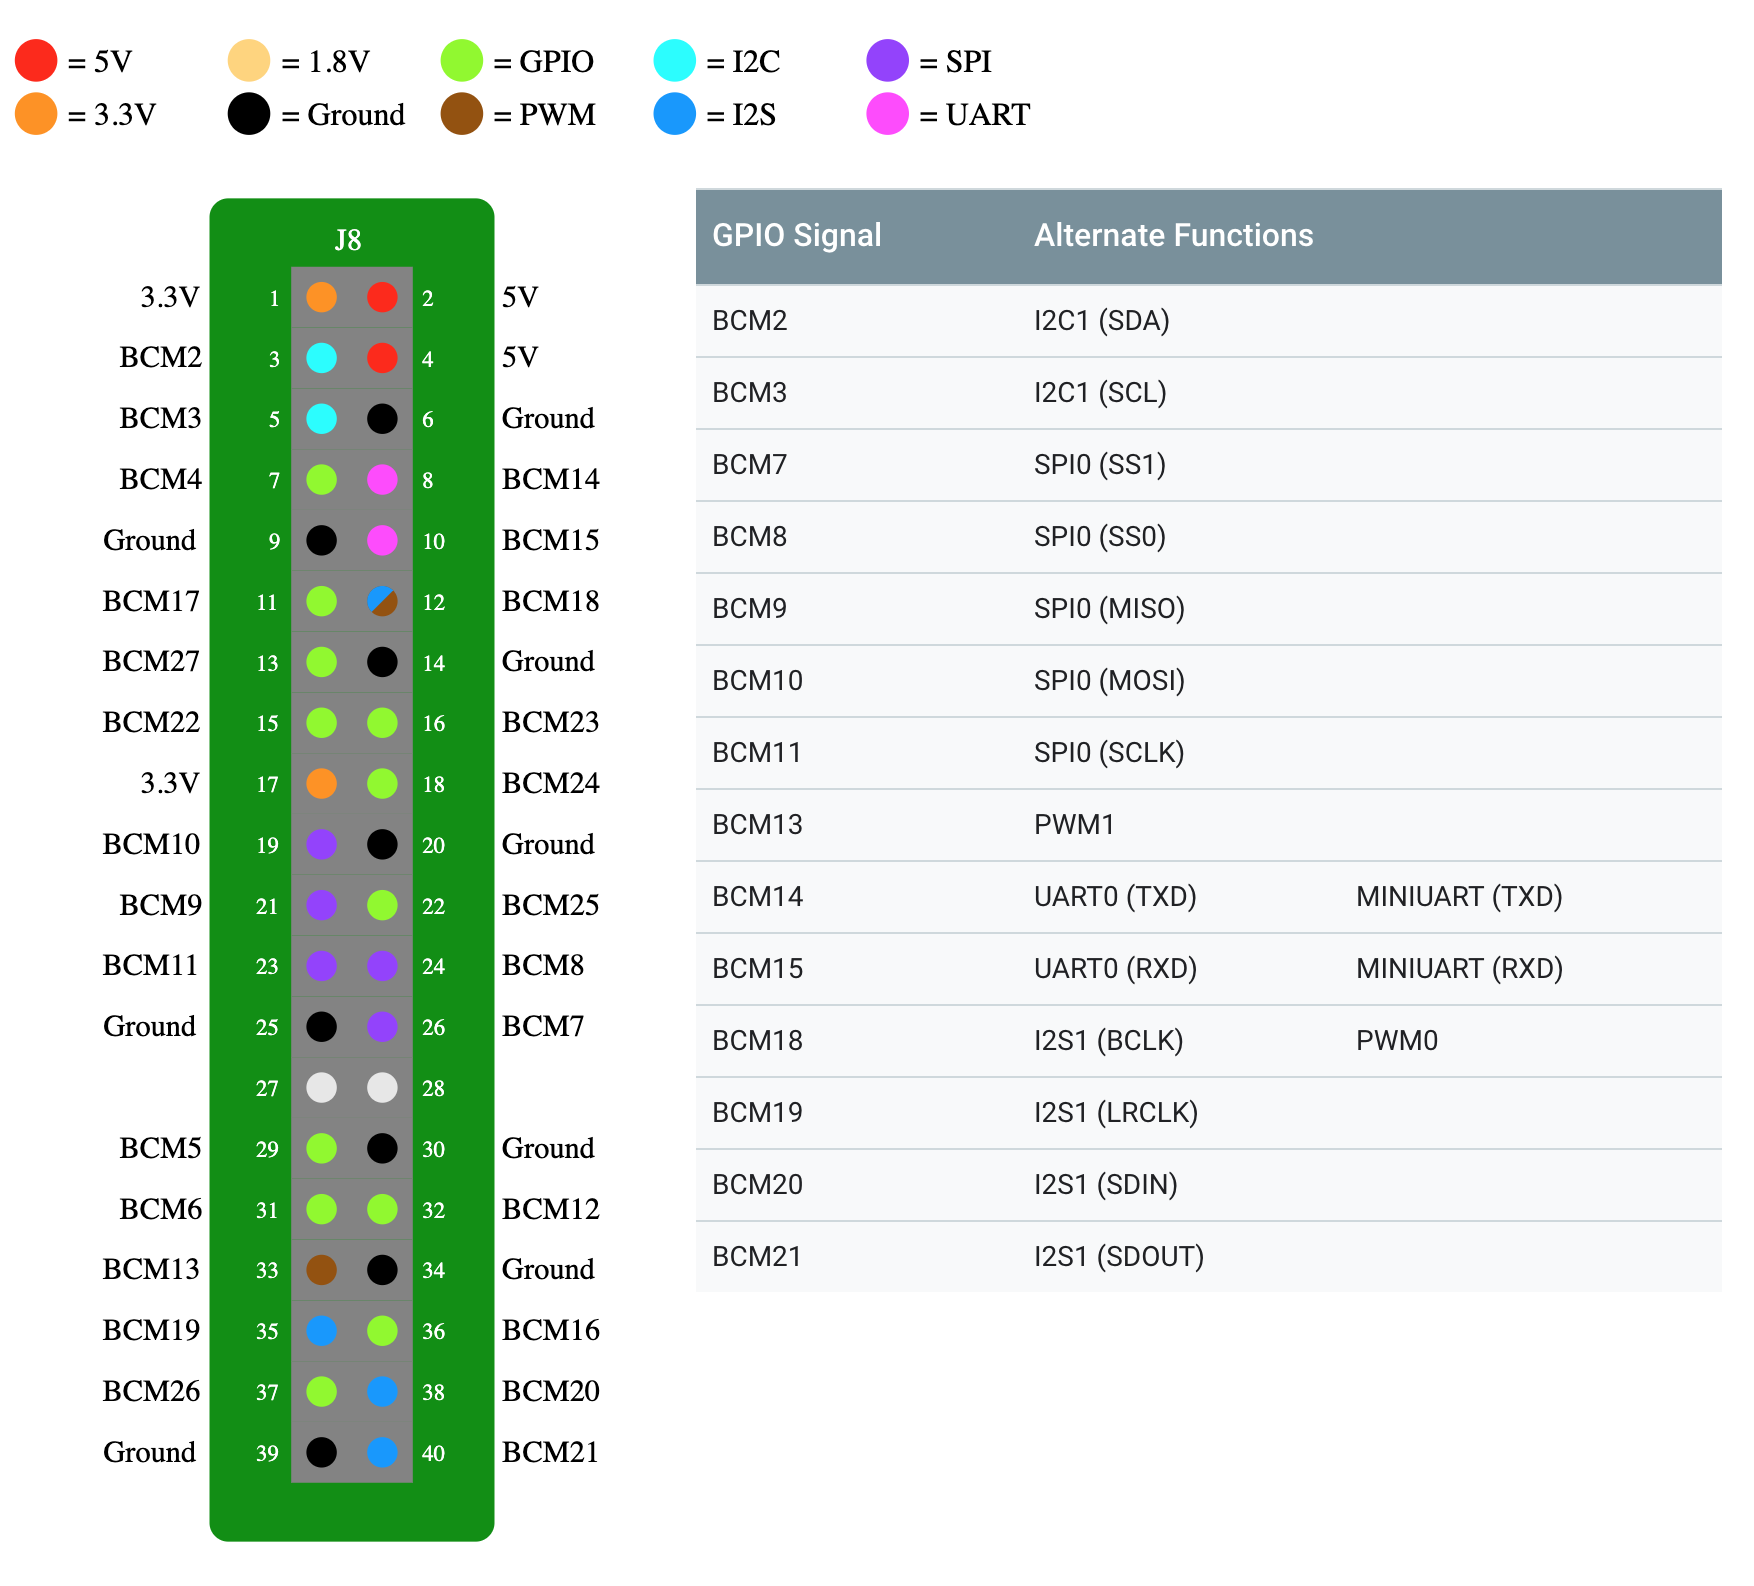 = 5V = 1.8V = GPIO = I2C = SPI
= 3.3V = Ground = PWM = I2S = UART
J8
3.3V 1 2 5V
BCM2 3 4 5V
BCM3 5 6 Ground
BCM4 7 8 BCM14
Ground 9 10 BCM15
BCM17 11 12 BCM18
BCM27 13 14 Ground
BCM22 15 16 BCM23
3.3V 17 18 BCM24
BCM10 19 20 Ground
BCM9 21 22 BCM25
BCM11 23 24 BCM8
Ground 25 26 BCM7
27 28
BCM5 29 30 Ground
BCM6 31 32 BCM12
BCM13 33 34 Ground
BCM19 35 36 BCM16
BCM26 37 38 BCM20
Ground 39 40 BCM21
GPIO Signal Alternate Functions
BCM2 I2C1 (SDA)
BCM3 I2C1 (SCL)
BCM7 SPI0 (SS1)
BCM8 SPI0 (SS0)
BCM9 SPI0 (MISO)
BCM10 SPI0 (MOSI)
BCM11 SPI0 (SCLK)
BCM13 PWM1
BCM14 UART0 (TXD) MINIUART (TXD)
BCM15 UART0 (RXD) MINIUART (RXD)
BCM18 I2S1 (BCLK) PWM0
BCM19 I2S1 (LRCLK)
BCM20 I2S1 (SDIN)
BCM21 I2S1 (SDOUT)